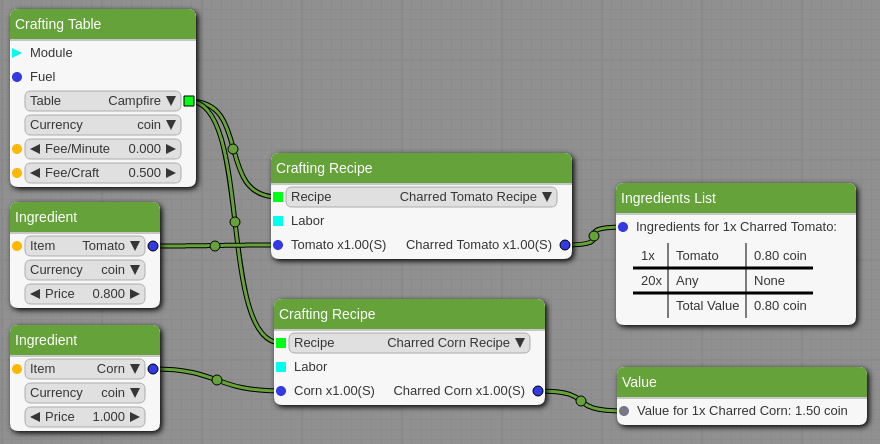 Crafting Table
Module
Fuel
Table Campfire
Currency coin
Fee/Minute 0.000
Fee/Craft 0.500
Ingredient
Item Tomato
Currency coin
Price 0.800
Ingredient
Item Corn
Currency coin
Price 1.000
Crafting Recipe
Recipe Charred Tomato Recipe
Labor
Tomato x1.00(S) Charred Tomato x1.00(S)
Crafting Recipe
Recipe Charred Corn Recipe
Labor
Corn x1.00(S) Charred Corn x1.00(S)
Ingredients List
Ingredients for 1x Charred Tomato:
1x Tomato 0.80 coin
20x Any None
Total Value 0.80 coin
Value
Value for 1x Charred Corn: 1.50 coin